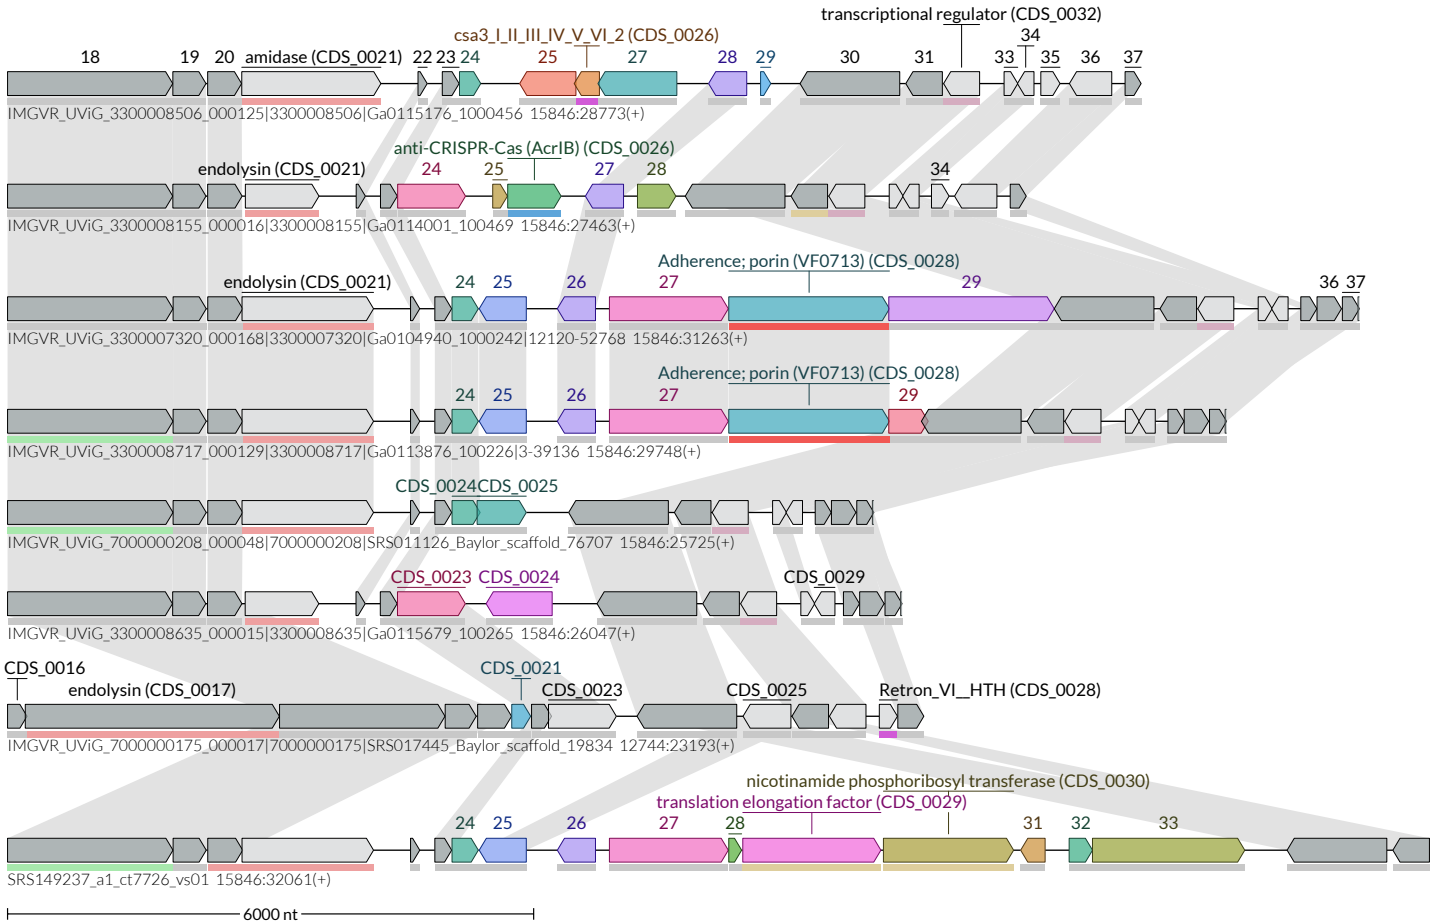 transcriptional regulator (CDS_0032)
csa3_I_II_III_IV_V_VI_2 (CDS_0026) 34
18 19 20 amidase (CDS_0021) 22 23 24 25 27 28 29 30 31 33 35 36 37
IMGVR_UViG_3300008506_000125|3300008506|Ga0115176_1000456 15846:28773(+)
anti-CRISPR-Cas (AcrIB) (CDS_0026)
endolysin (CDS_0021) 24 25 27 28 34
IMGVR_UViG_3300008155_000016|3300008155|Ga0114001_100469 15846:27463(+)
Adherence; porin (VF0713) (CDS_0028)
endolysin (CDS_0021) 24 25 26 27 29 36 37
IMGVR_UViG_3300007320_000168|3300007320|Ga0104940_1000242|12120-52768 15846:31263(+)
Adherence; porin (VF0713) (CDS_0028)
24 25 26 27 29
IMGVR_UViG_3300008717_000129|3300008717|Ga0113876_100226|3-39136 15846:29748(+)
CDS_0024 CDS_0025
IMGVR_UViG_7000000208_000048|7000000208|SRS011126_Baylor_scaffold_76707 15846:25725(+)
CDS_0023 CDS_0024 CDS_0029
IMGVR_UViG_3300008635_000015|3300008635|Ga0115679_100265 15846:26047(+)
CDS_0016 CDS_0021
endolysin (CDS_0017) CDS_0023 CDS_0025 Retron_VI__HTH (CDS_0028)
IMGVR_UViG_7000000175_000017|7000000175|SRS017445_Baylor_scaffold_19834 12744:23193(+)
nicotinamide phosphoribosyl transferase (CDS_0030)
translation elongation factor (CDS_0029)
24 25 26 27 28 31 32 33
SRS149237_a1_ct7726_vs01 15846:32061(+)
6000 nt